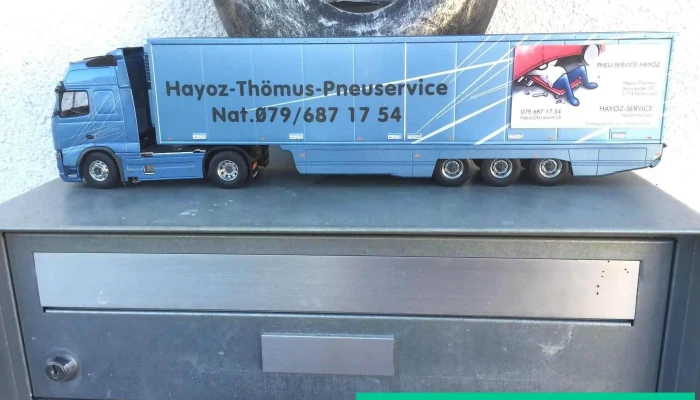 Hayoz-Thömus-Pneuservice
Nat.079/687 17 54
PNEU-SERVICE-HAYOZ
079 687 17 54
HAYOZ-SERVICE